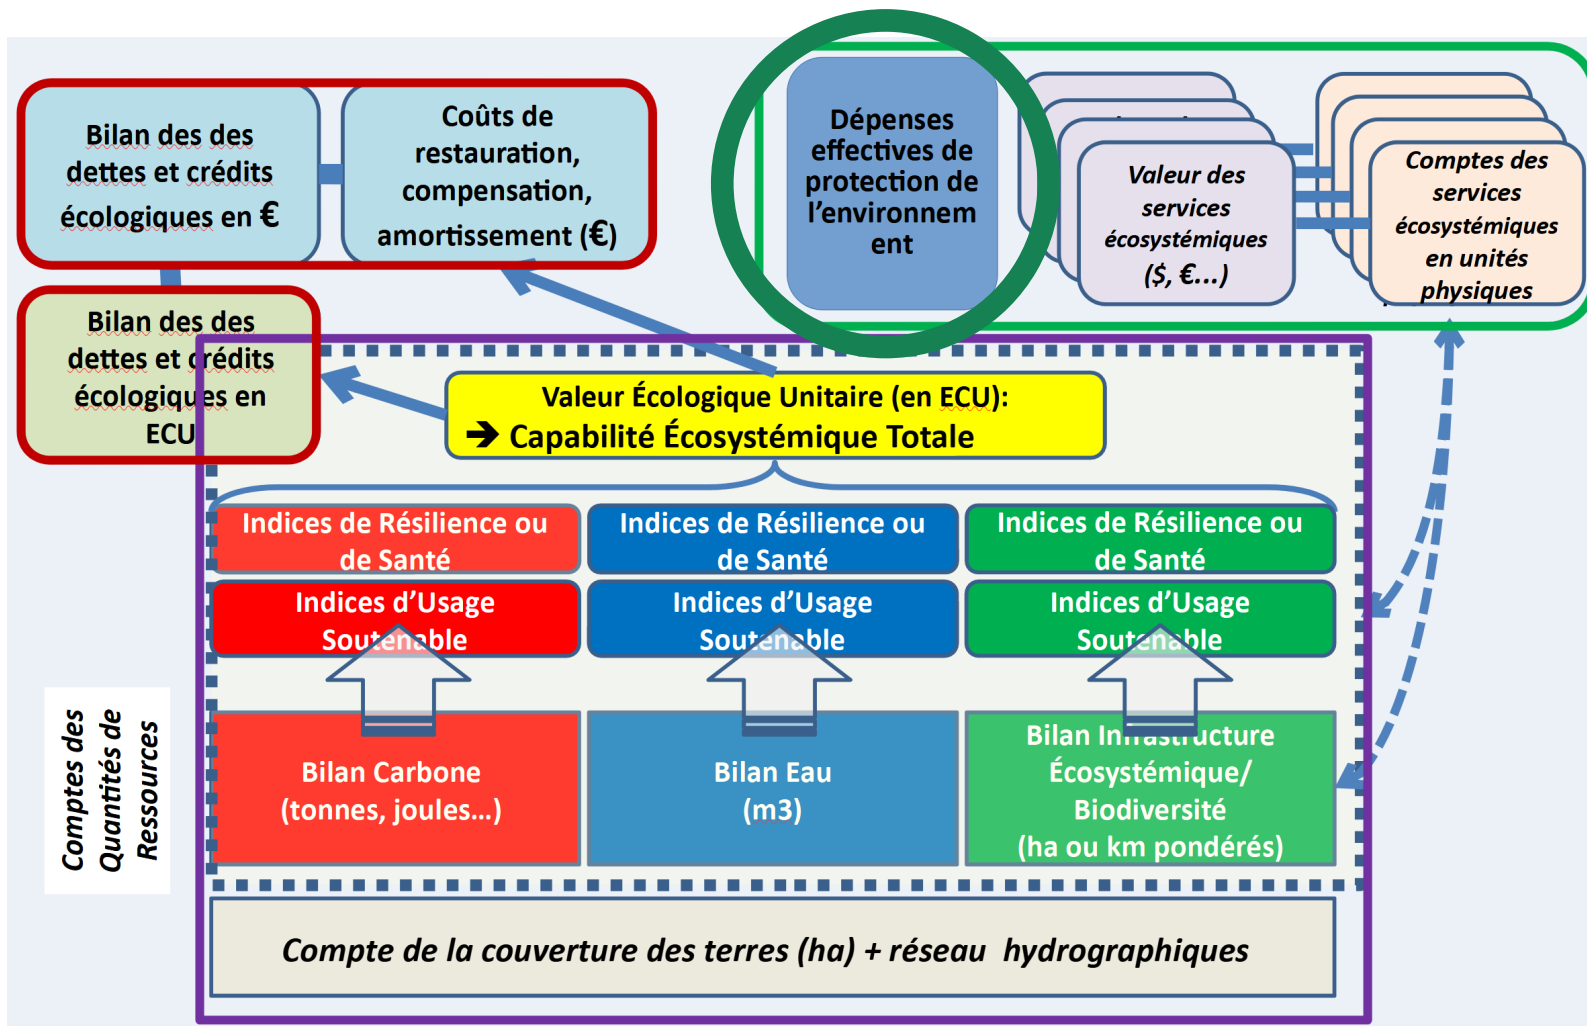 Bilan des des
dettes et crédits
écologiques en €
Coûts de
restauration,
compensation,
amortissement (€)
Dépenses
effectives de
protection de
l'environnem
ent
Valeur des
services
écosystémiques
($, €...)
Comptes des
services
écosystémiques
en unités
physiques
Bilan des des
dettes et crédits
écologiques en
ECU
Valeur Écologique Unitaire (en ECU):
➔ Capabilité Écosystémique Totale
Indices de Résilience ou
de Santé
Indices de Résilience ou
de Santé
Indices de Résilience ou
de Santé
Indices d'Usage
Soutenable
Indices d'Usage
Soutenable
Indices d'Usage
Soutenable
Comptes des
Quantités de
Ressources
Bilan Carbone
(tonnes, joules…)
Bilan Eau
(m3)
Bilan Infrastructure
Écosystémique/
Biodiversité
(ha ou km pondérés)
Compte de la couverture des terres (ha) + réseau hydrographiques